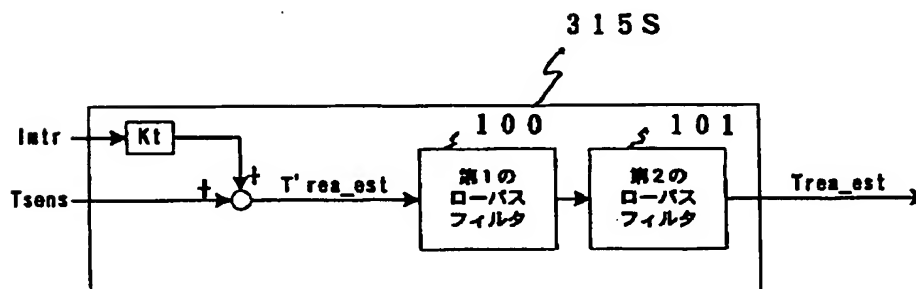 315S
Imtr
Kt
+
+
Tsens
T'rea_est
100
第1の
ローパス
フィルタ
101
第2の
ローパス
フィルタ
Trea_est